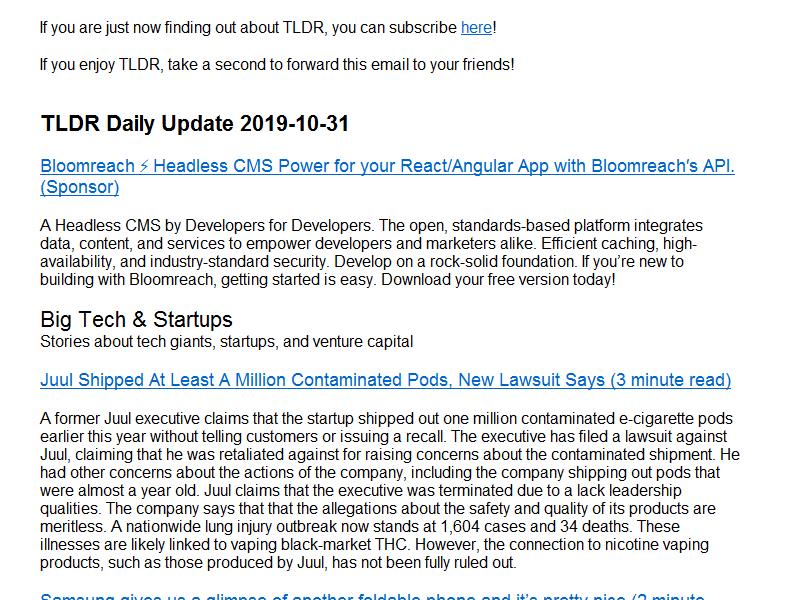 If you are just now finding out about TLDR, you can subscribe here!
If you enjoy TLDR, take a second to forward this email to your friends!
TLDR Daily Update 2019-10-31
Bloomreach ⚡ Headless CMS Power for your React/Angular App with Bloomreach's API.
(Sponsor)
A Headless CMS by Developers for Developers. The open, standards-based platform integrates
data, content, and services to empower developers and marketers alike. Efficient caching, high-
availability, and industry-standard security. Develop on a rock-solid foundation. If you’re new to
building with Bloomreach, getting started is easy. Download your free version today!
Big Tech & Startups
Stories about tech giants, startups, and venture capital
Juul Shipped At Least A Million Contaminated Pods, New Lawsuit Says (3 minute read)
A former Juul executive claims that the startup shipped out one million contaminated e-cigarette pods
earlier this year without telling customers or issuing a recall. The executive has filed a lawsuit against
Juul, claiming that he was retaliated against for raising concerns about the contaminated shipment. He
had other concerns about the actions of the company, including the company shipping out pods that
were almost a year old. Juul claims that the executive was terminated due to a lack leadership
qualities. The company says that that the allegations about the safety and quality of its products are
meritless. A nationwide lung injury outbreak now stands at 1,604 cases and 34 deaths. These
illnesses are likely linked to vaping black-market THC. However, the connection to nicotine vaping
products, such as those produced by Juul, has not been fully ruled out.
Samsung gives us a glimpse of another foldable phone and it’s pretty nice (2 minute